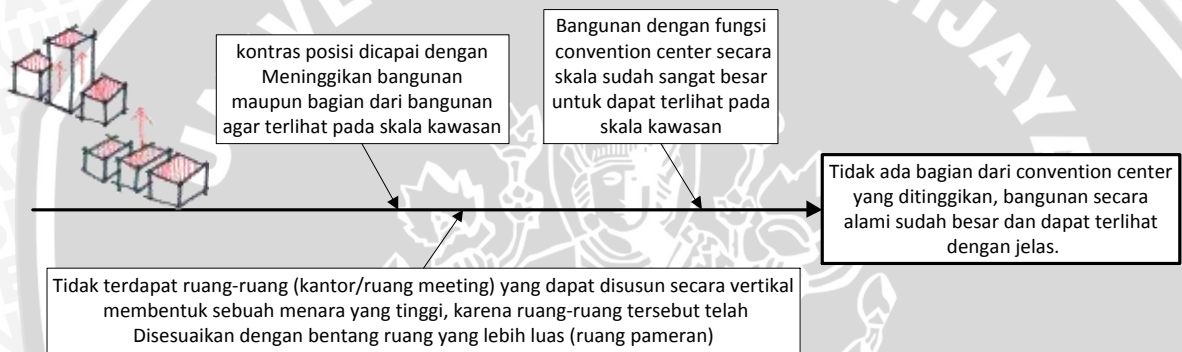 kontras posisi dicapai dengan
Meninggikan bangunan
maupun bagian dari bangunan
agar terlihat pada skala kawasan
Bangunan dengan fungsi
convention center secara
skala sudah sangat besar
untuk dapat terlihat pada
skala kawasan
Tidak ada bagian dari convention center
yang ditinggikan, bangunan secara
alami sudah besar dan dapat terlihat
dengan jelas.
Tidak terdapat ruang-ruang (kantor/ruang meeting) yang dapat disusun secara vertikal
membentuk sebuah menara yang tinggi, karena ruang-ruang tersebut telah
Disesuaikan dengan bentang ruang yang lebih luas (ruang pameran)